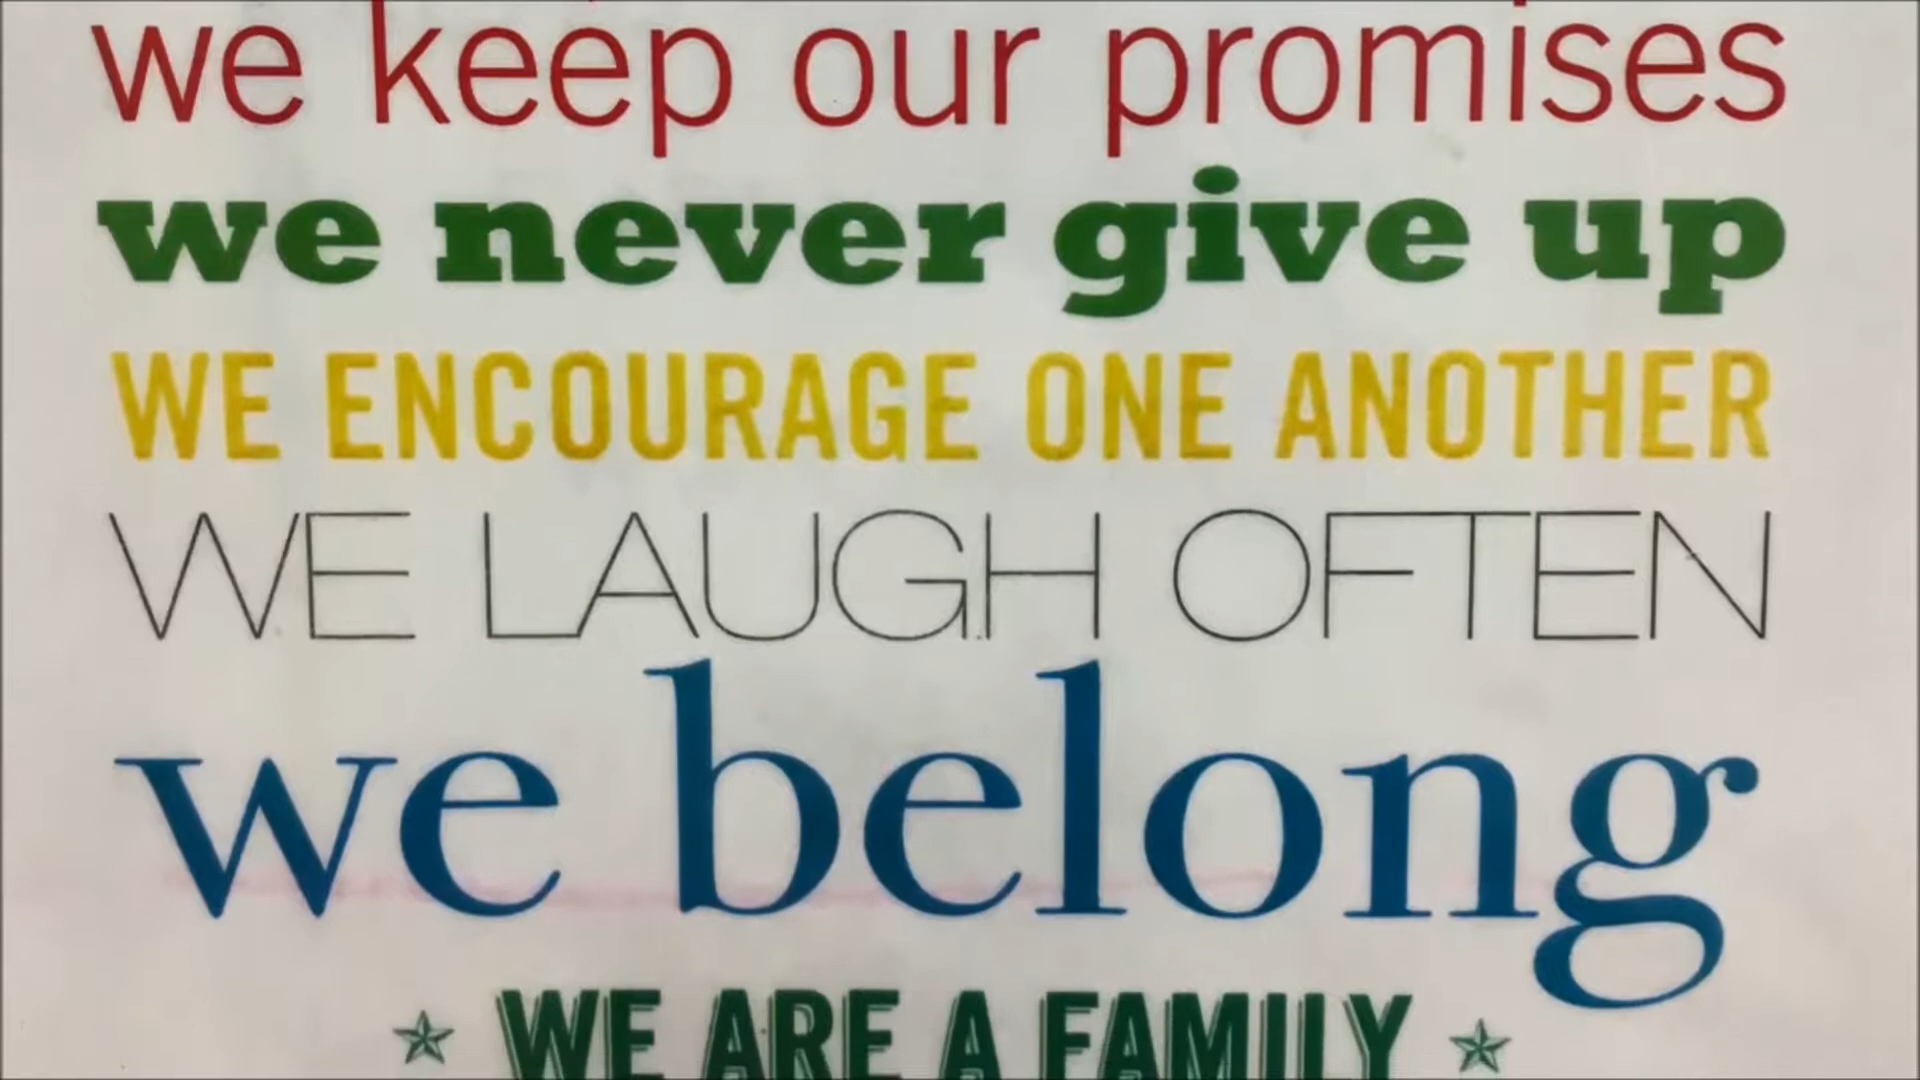 we keep our promises
we never give up
WE ENCOURAGE ONE ANOTHER
WE LAUGH OFTEN
we belong
WE ARE A FAMILY